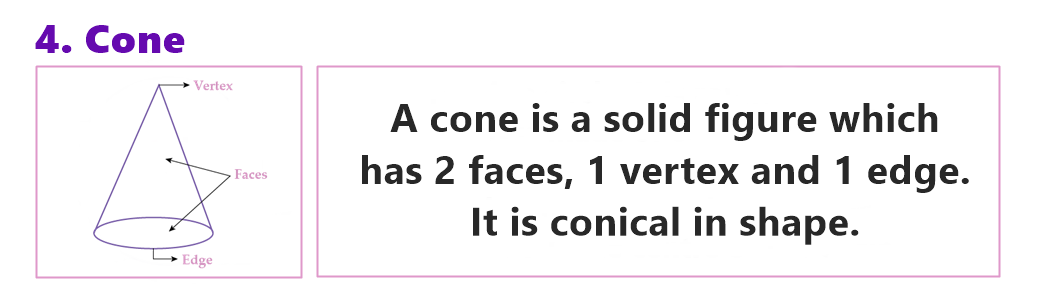 4. Cone
Vertex
Faces
Edge
A cone is a solid figure which
has 2 faces, 1 vertex and 1 edge.
It is conical in shape.